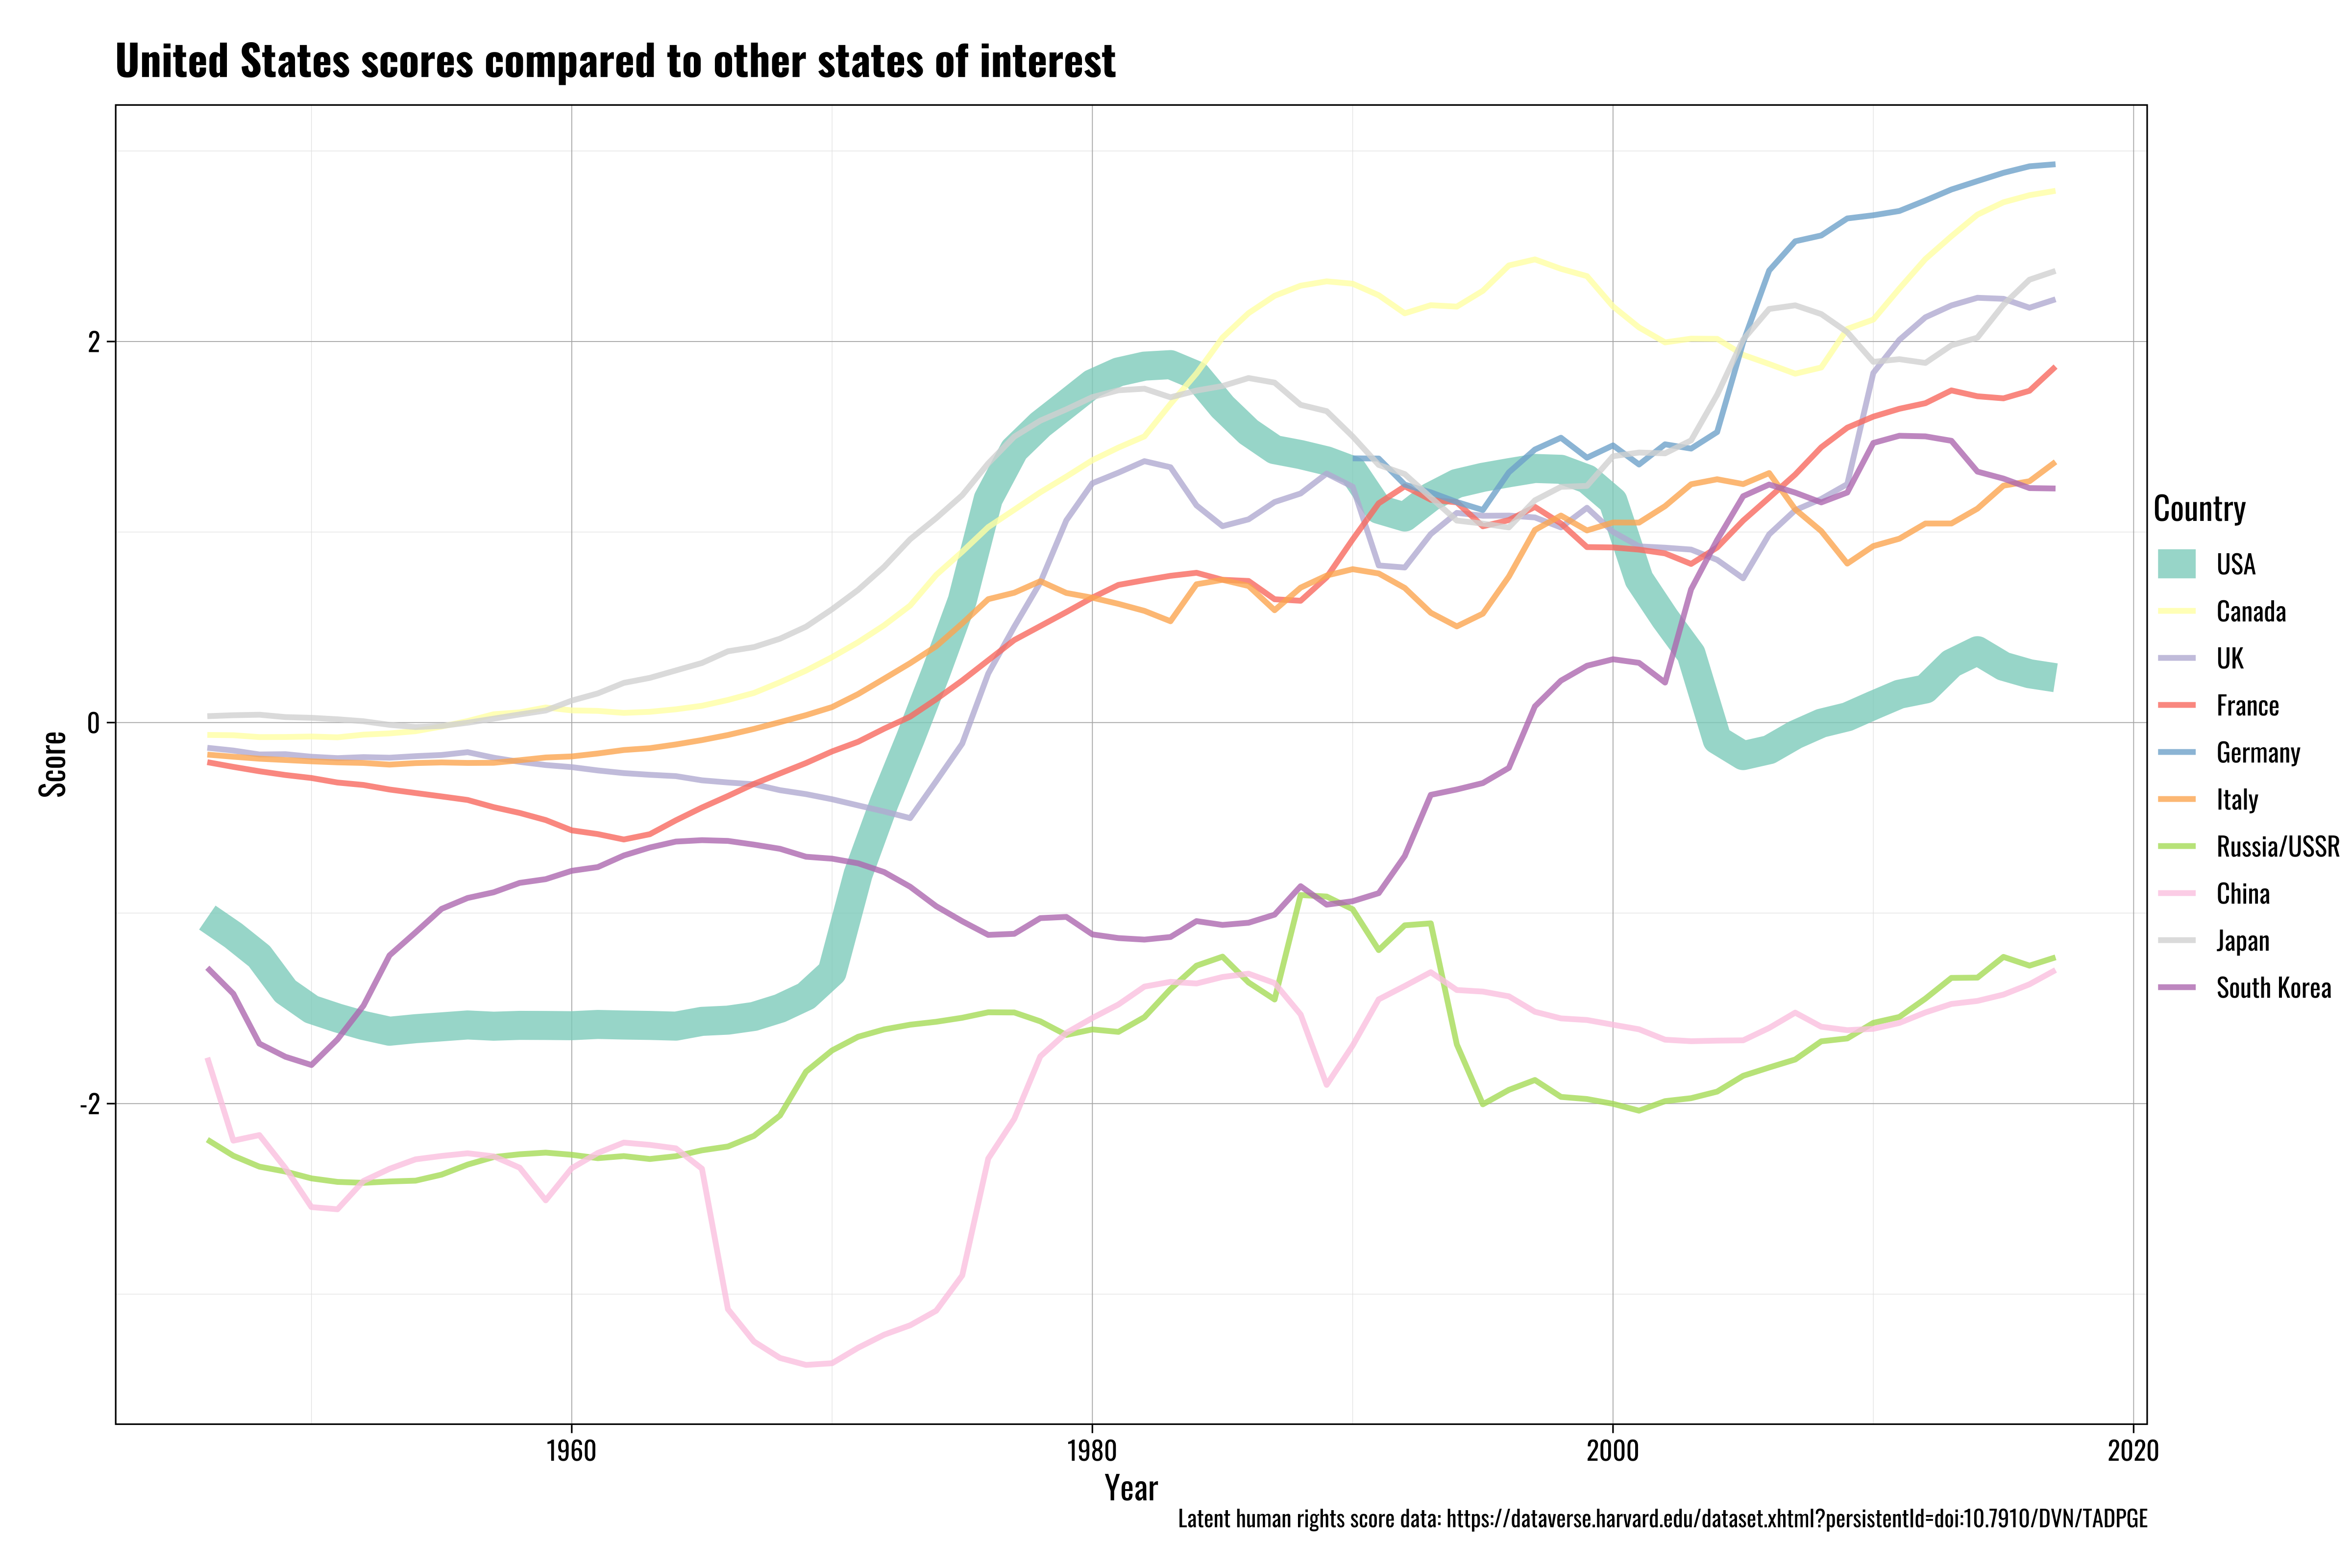 United States scores compared to other states of interest
2
0
-2
Score
1960
1980
2000
2020
Year
Country
USA
Canada
UK
France
Germany
Italy
Russia/USSR
China
Japan
South Korea
Latent human rights score data: https://dataverse.harvard.edu/dataset.xhtml?persistentId=doi:10.7910/DVN/TADPGE